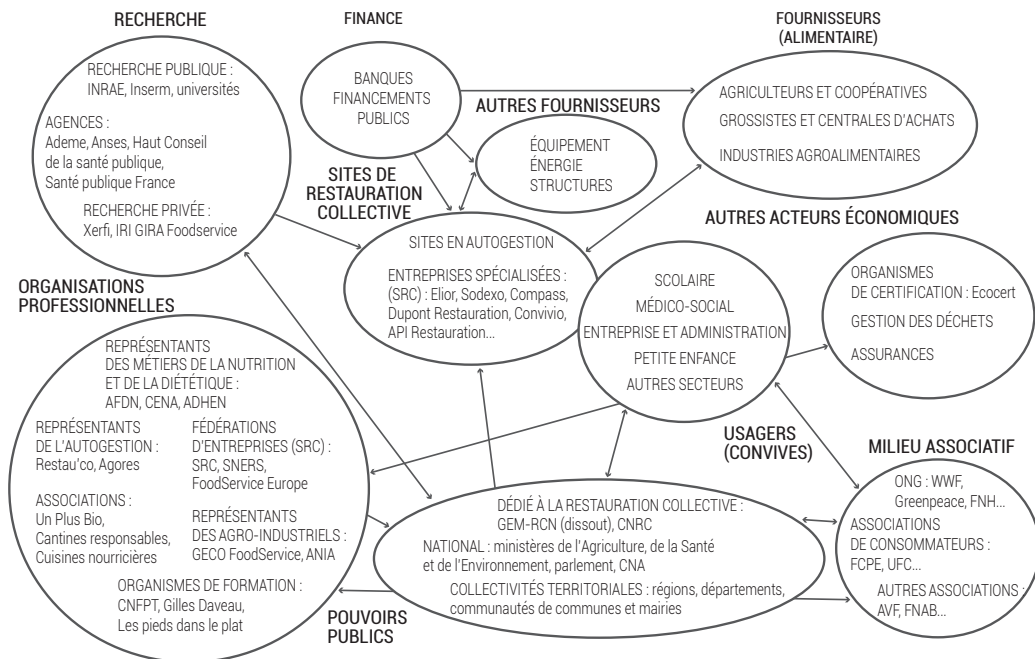 RECHERCHE
RECHERCHE PUBLIQUE :
INRAE, Inserm, universités
AGENCES :
Ademe, Anses, Haut Conseil
de la santé publique,
Santé publique France
RECHERCHE PRIVÉE :
Xerfi, IRI GIRA Foodservice
FINANCE
BANQUES
FINANCEMENTS
PUBLICS
AUTRES FOURNISSEURS
ÉQUIPEMENT
ÉNERGIE
STRUCTURES
FOURNISSEURS
(ALIMENTAIRE)
AGRICULTEURS ET COOPÉRATIVES
GROSSISTES ET CENTRALES D'ACHATS
INDUSTRIES AGROALIMENTAIRES
SITES DE
RESTAURATION
COLLECTIVE
SITES EN AUTOGESTION
ENTREPRISES SPÉCIALISÉES :
(SRC) : Elior, Sodexo, Compass,
Dupont Restauration, Convivio,
API Restauration...
SCOLAIRE
MÉDICO-SOCIAL
ENTREPRISE ET ADMINISTRATION
PETITE ENFANCE
AUTRES SECTEURS
USAGERS
(CONVIVES)
AUTRES ACTEURS ÉCONOMIQUES
ORGANISMES
DE CERTIFICATION : Ecocert
GESTION DES DÉCHETS
ASSURANCES
ORGANISATIONS
PROFESSIONNELLES
REPRÉSENTANTS
DES MÉTIERS DE LA NUTRITION
ET DE LA DIÉTÉTIQUE :
AFDN, CENA, ADHEN
REPRÉSENTANTS
DE L'AUTOGESTION :
Restau'co, Agores
FÉDÉRATIONS
D'ENTREPRISES (SRC) :
SRC, SNERS,
FoodService Europe
ASSOCIATIONS :
Un Plus Bio,
Cantines responsables,
Cuisines nourricières
REPRÉSENTANTS
DES AGRO-INDUSTRIELS :
GECO FoodService, ANIA
ORGANISMES DE FORMATION :
CNFPT, Gilles Daveau,
Les pieds dans le plat
POUVOIRS
PUBLICS
DÉDIÉ À LA RESTAURATION COLLECTIVE :
GEM-RCN (dissout), CNRC
NATIONAL : ministères de l'Agriculture, de la Santé
et de l'Environnement, parlement, CNA
COLLECTIVITÉS TERRITORIALES : régions, départements,
communautés de communes et mairies
MILIEU ASSOCIATIF
ONG : WWF,
Greenpeace, FNH...
ASSOCIATIONS
DE CONSOMMATEURS :
FCPE, UFC...
AUTRES ASSOCIATIONS :
AVF, FNAB...